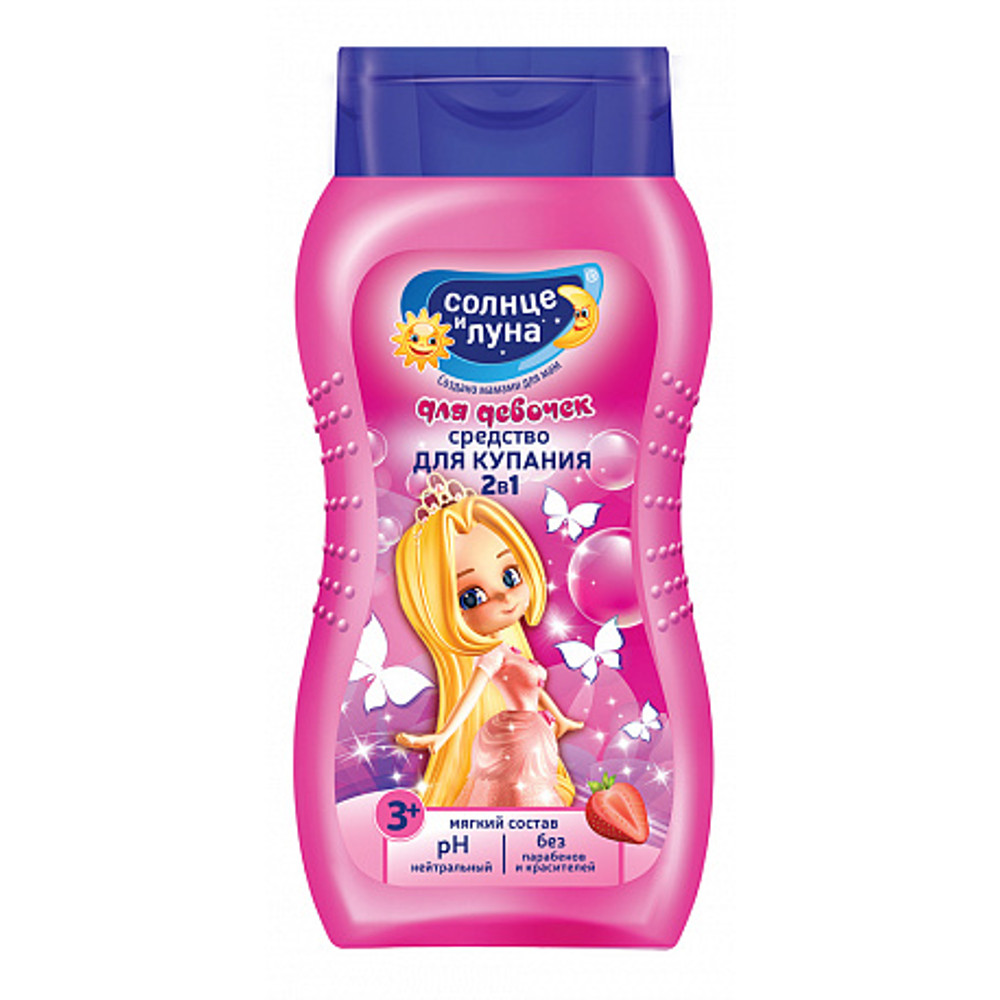 ®
солнце
и
луна
Создано мамами для мам
для девочек
средство
ДЛЯ КУПАНИЯ
2в1
3+
мягкий состав
pH
нейтральный
без
парабенов
и красителей